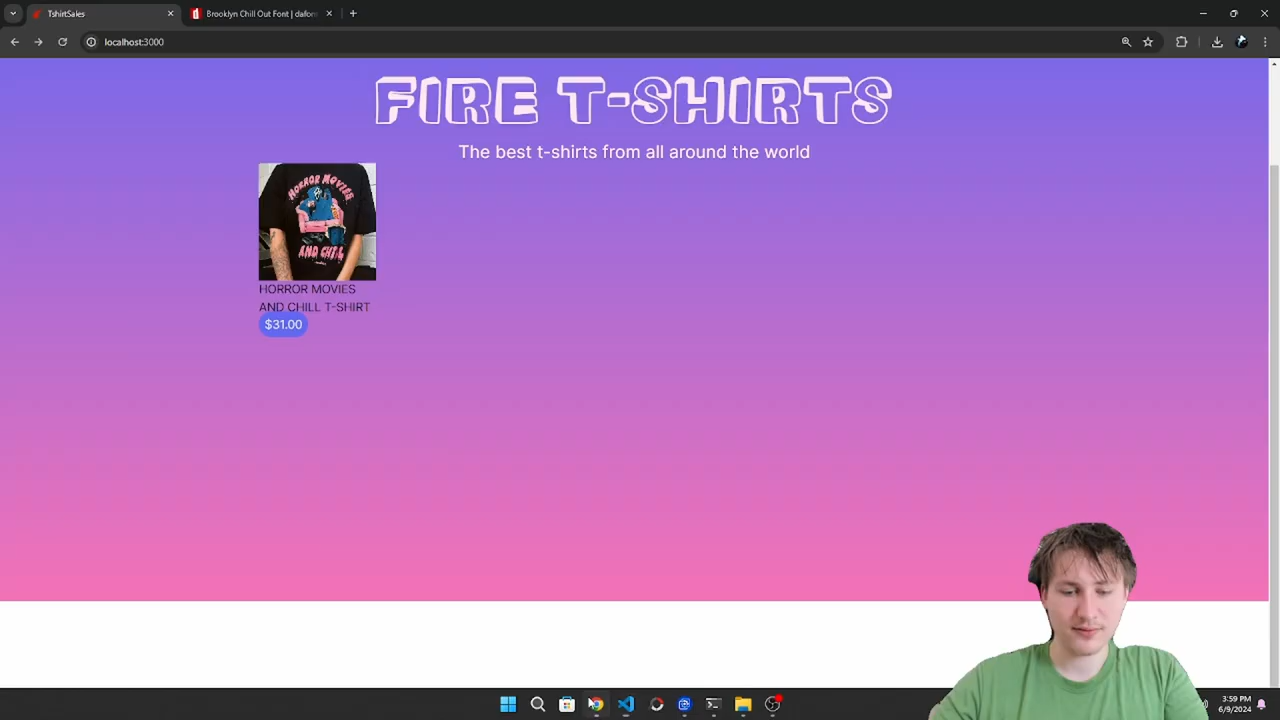 TshirtSales
Brooklyn Chill Out Font | dafon
localhost:3000
FIRE T-SHIRTS
The best t-shirts from all around the world
HORROR MOVIES
AND CHILL
HORROR MOVIES
AND CHILL T-SHIRT
$31.00
3:59 PM
6/9/2024